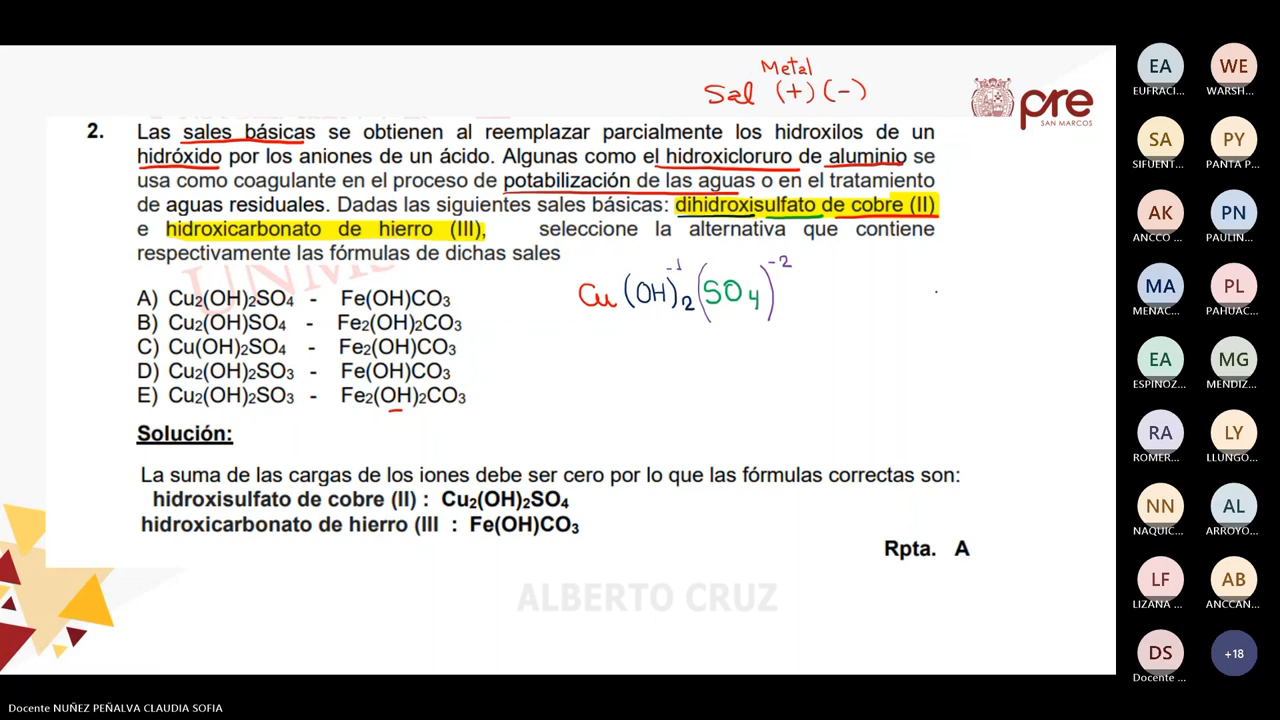 Metal
Sal (+) (-)
pre
SAN MARCOS
2. Las sales básicas se obtienen al reemplazar parcialmente los hidroxilos de un
hidróxido por los aniones de un ácido. Algunas como el hidroxicloruro de aluminio se
usa como coagulante en el proceso de potabilización de las aguas o en el tratamiento
de aguas residuales. Dadas las siguientes sales básicas: dihidroxisulfato de cobre (II)
e hidroxicarbonato de hierro (III), seleccione la alternativa que contiene
respectivamente las fórmulas de dichas sales
UNM
Cu (OH)₂⁻¹ (SO₄)⁻²
A) Cu₂(OH)₂SO₄ - Fe(OH)CO₃
B) Cu₂(OH)SO₄ - Fe₂(OH)₂CO₃
C) Cu(OH)₂SO₄ - Fe₂(OH)CO₃
D) Cu₂(OH)₂SO₃ - Fe(OH)CO₃
E) Cu₂(OH)₂SO₃ - Fe₂(OH)₂CO₃
Solución:
La suma de las cargas de los iones debe ser cero por lo que las fórmulas correctas son:
hidroxisulfato de cobre (II) : Cu₂(OH)₂SO₄
hidroxicarbonato de hierro (III : Fe(OH)CO₃
Rpta. A
ALBERTO CRUZ
EA
EUFRACI...
WE
WARSH...
SA
SIFUENT...
PY
PANTA P...
AK
ANCCO ...
PN
PAULIN...
MA
MENAC...
PL
PAHUAC...
EA
ESPINOZ...
MG
MENDIZ...
RA
ROMER...
LY
LLUNGO...
NN
NAQUIC...
AL
ARROYO...
LF
LIZANA ...
AB
ANCCAN...
DS
Docente ...
+18
Docente NUÑEZ PEÑALVA CLAUDIA SOFIA